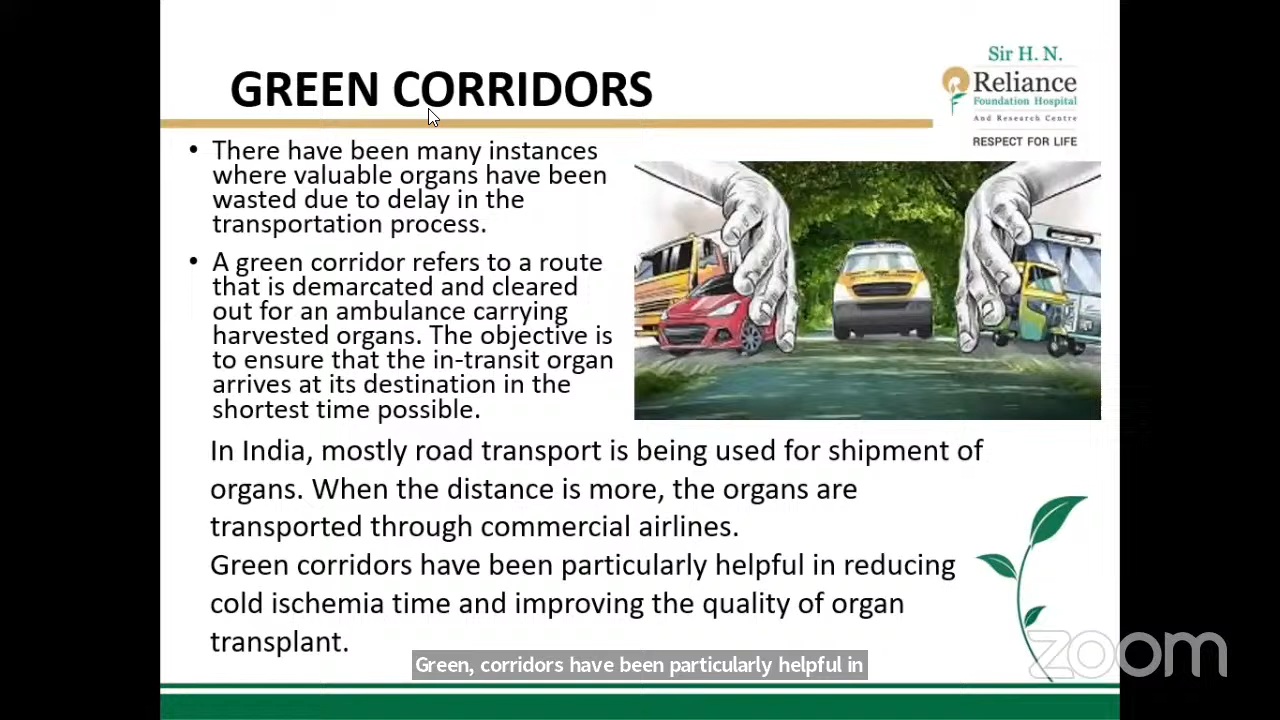 GREEN CORRIDORS
Sir H. N.
Reliance
Foundation Hospital
And Research Centre
RESPECT FOR LIFE
• There have been many instances
where valuable organs have been
wasted due to delay in the
transportation process.
• A green corridor refers to a route
that is demarcated and cleared
out for an ambulance carrying
harvested organs. The objective is
to ensure that the in-transit organ
arrives at its destination in the
shortest time possible.
In India, mostly road transport is being used for shipment of
organs. When the distance is more, the organs are
transported through commercial airlines.
Green corridors have been particularly helpful in reducing
cold ischemia time and improving the quality of organ
transplant.
Green, corridors have been particularly helpful in
zoom